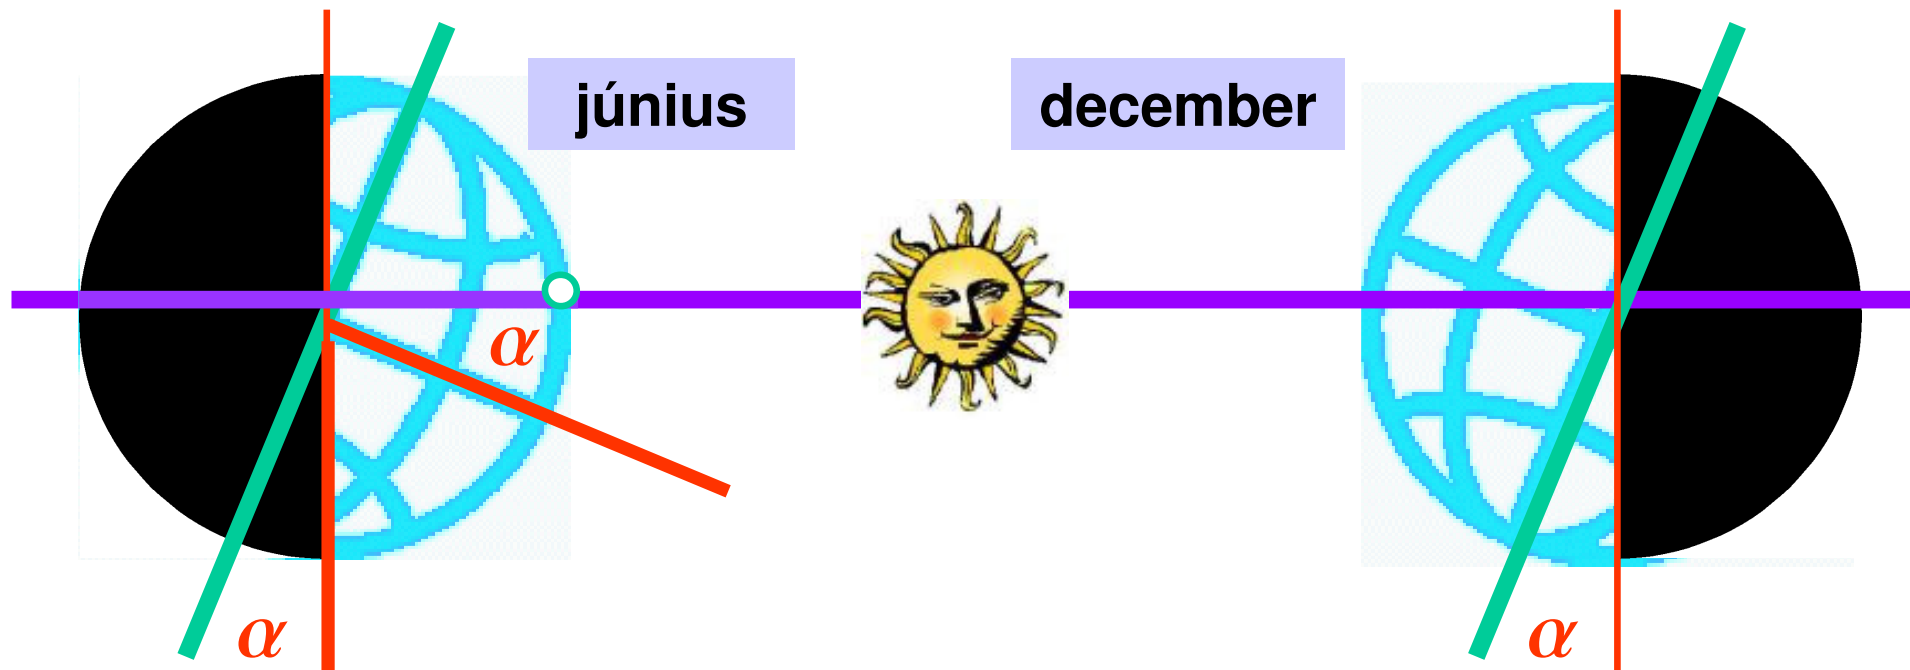 június
december
α
α
α